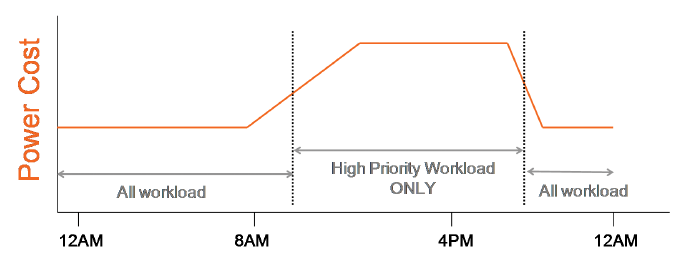 Power Cost
High Priority Workload
ONLY
All workload
All workload
12AM
8AM
4PM
12AM